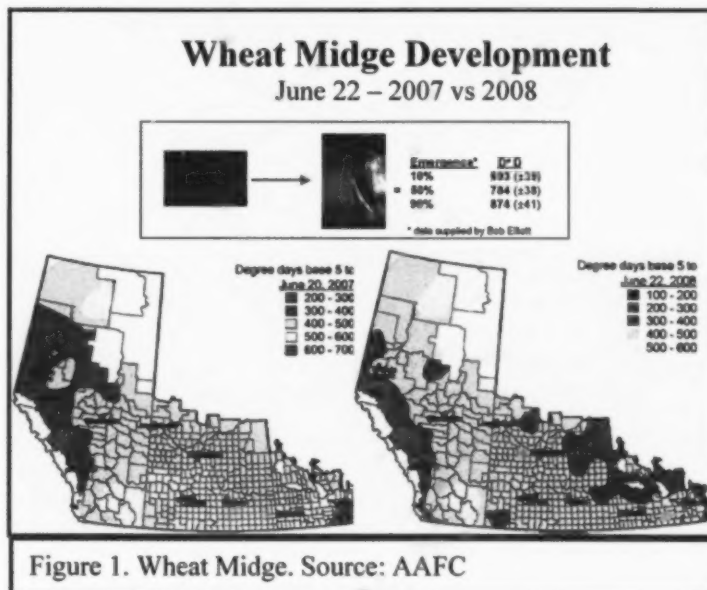 Wheat Midge Development
June 22 – 2007 vs 2008
Emergence* D° D
10% 693 (±39)
= 50% 784 (±38)
90% 874 (±41)
* data supplied by Bob Elliott
Degree days base 5 to
June 20, 2007
200 - 300
300 - 400
400 - 500
500 - 600
600 - 700
Degree days base 5 to
June 22, 2008
100 - 200
200 - 300
300 - 400
400 - 500
500 - 600
Figure 1. Wheat Midge. Source: AAFC